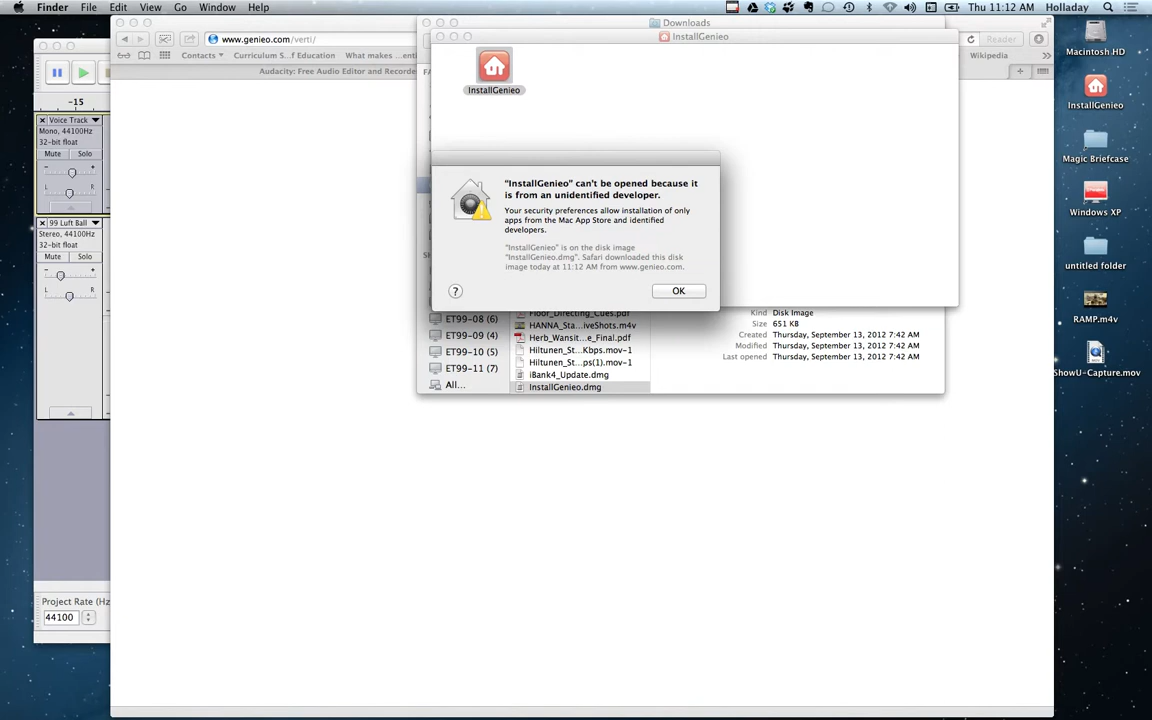 Finder File Edit View Go Window Help
Thu 11:12 AM Holladay
Downloads
InstallGenieo
www.genieo.com/verti/
Reader
Contacts
Curriculum S...f Education
What makes ...enti
Wikipedia
Audacity: Free Audio Editor and Recorde
InstallGenieo
-15
Voice Track
Mono, 44100Hz
32-bit float
Mute Solo
- +
L R
99 Luft Ball
Stereo, 44100Hz
32-bit float
Mute Solo
- +
L R
Project Rate (Hz
44100
"InstallGenieo" can't be opened because it
is from an unidentified developer.
Your security preferences allow installation of only
apps from the Mac App Store and identified
developers.
"InstallGenieo" is on the disk image
"InstallGenieo.dmg". Safari downloaded this disk
image today at 11:12 AM from www.genieo.com.
?
OK
ET99-08 (6)
ET99-09 (4)
ET99-10 (5)
ET99-11 (7)
All...
Floor_Directing_Cues.pdf
HANNA_Sta...iveShots.m4v
Herb_Wansit...e_Final.pdf
Hiltunen_St...Kbps.mov-1
Hiltunen_St...ps(1).mov-1
iBank4_Update.dmg
InstallGenieo.dmg
Kind Disk Image
Size 651 KB
Created Thursday, September 13, 2012 7:42 AM
Modified Thursday, September 13, 2012 7:42 AM
Last opened Thursday, September 13, 2012 7:42 AM
Macintosh HD
InstallGenieo
Magic Briefcase
Windows XP
untitled folder
RAMP.m4v
ShowU-Capture.mov